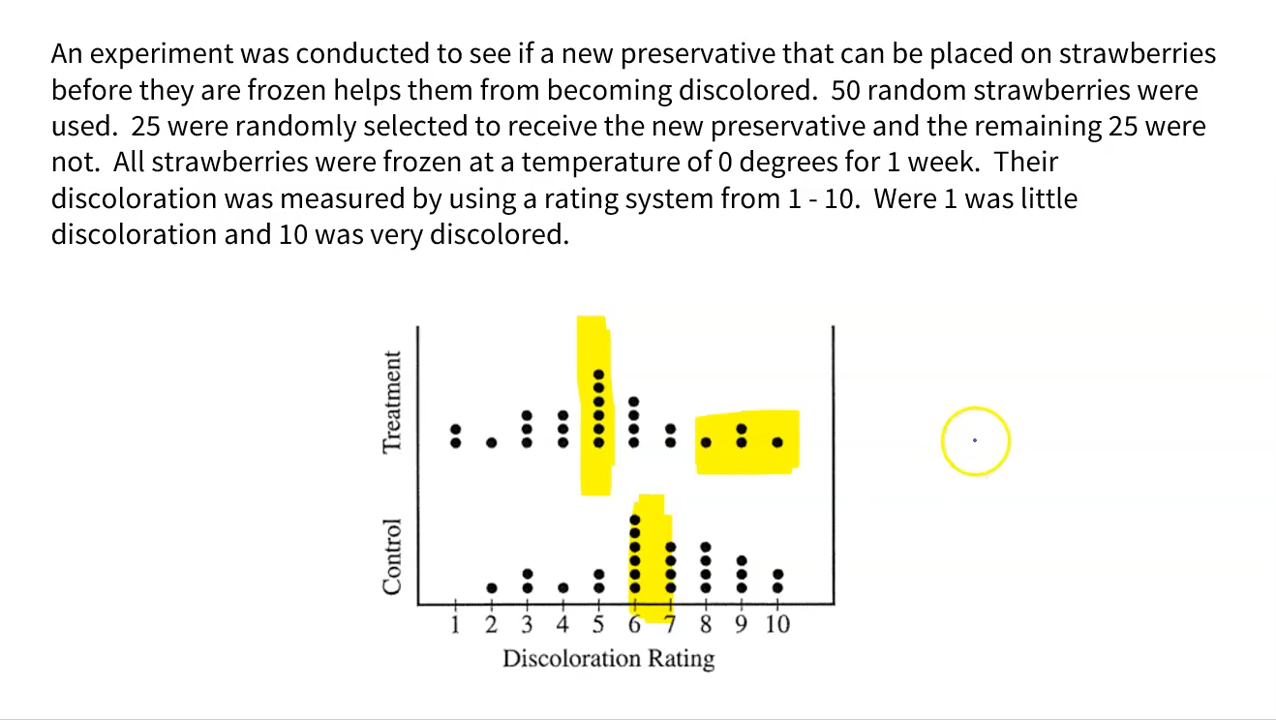 An experiment was conducted to see if a new preservative that can be placed on strawberries
before they are frozen helps them from becoming discolored. 50 random strawberries were
used. 25 were randomly selected to receive the new preservative and the remaining 25 were
not. All strawberries were frozen at a temperature of 0 degrees for 1 week. Their
discoloration was measured by using a rating system from 1 - 10. Were 1 was little
discoloration and 10 was very discolored.
Treatment
Control
1 2 3 4 5 6 7 8 9 10
Discoloration Rating